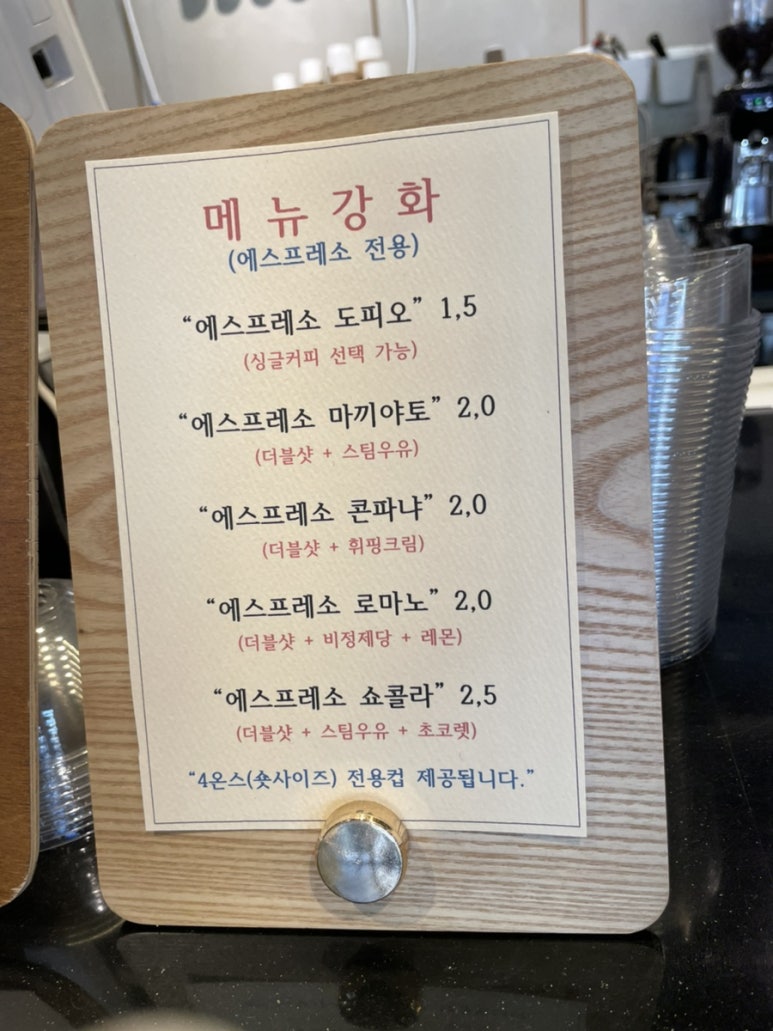 메뉴강화
(에스프레소 전용)
“에스프레소 도피오” 1,5
(싱글커피 선택 가능)
“에스프레소 마끼야토” 2,0
(더블샷 + 스팀우유)
“에스프레소 콘파냐” 2,0
(더블샷 + 휘핑크림)
“에스프레소 로마노” 2,0
(더블샷 + 비정제당 + 레몬)
“에스프레소 쇼콜라” 2,5
(더블샷 + 스팀우유 + 초코렛)
“4온스(숏사이즈) 전용컵 제공됩니다.”